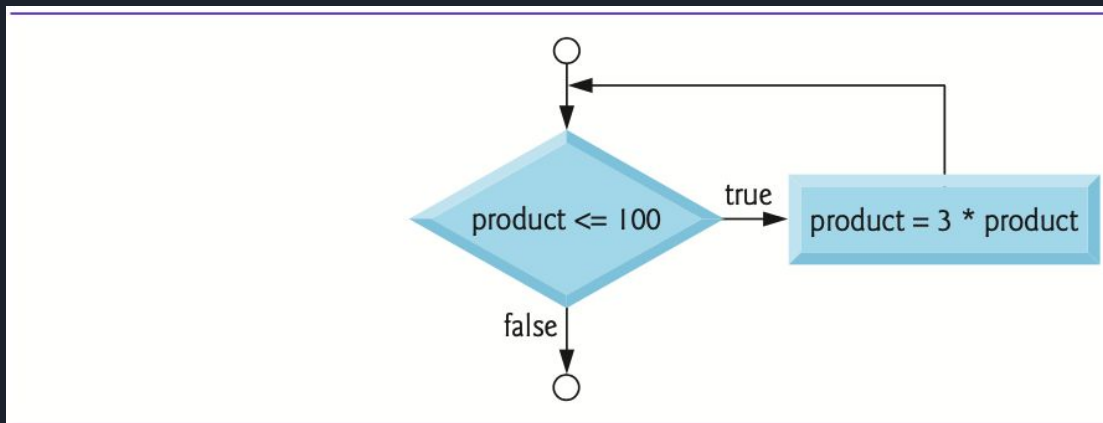 product <= 100
true
product = 3 * product
false